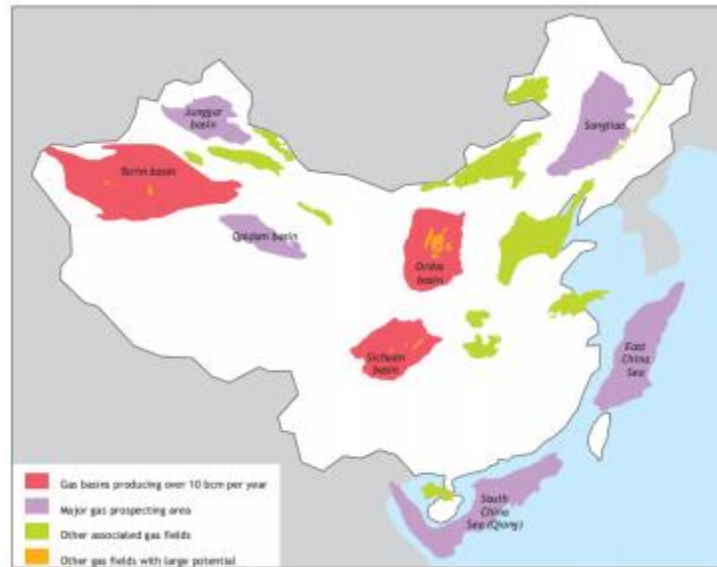 Junggar
basin
Songliao
Tarim basin
Qaidam basin
Ordos
basin
Sichuan
basin
East
China
Sea
South
China
Sea (Qiong)
Gas basins producing over 10 bcm per year
Major gas prospecting area
Other associated gas fields
Other gas fields with large potential